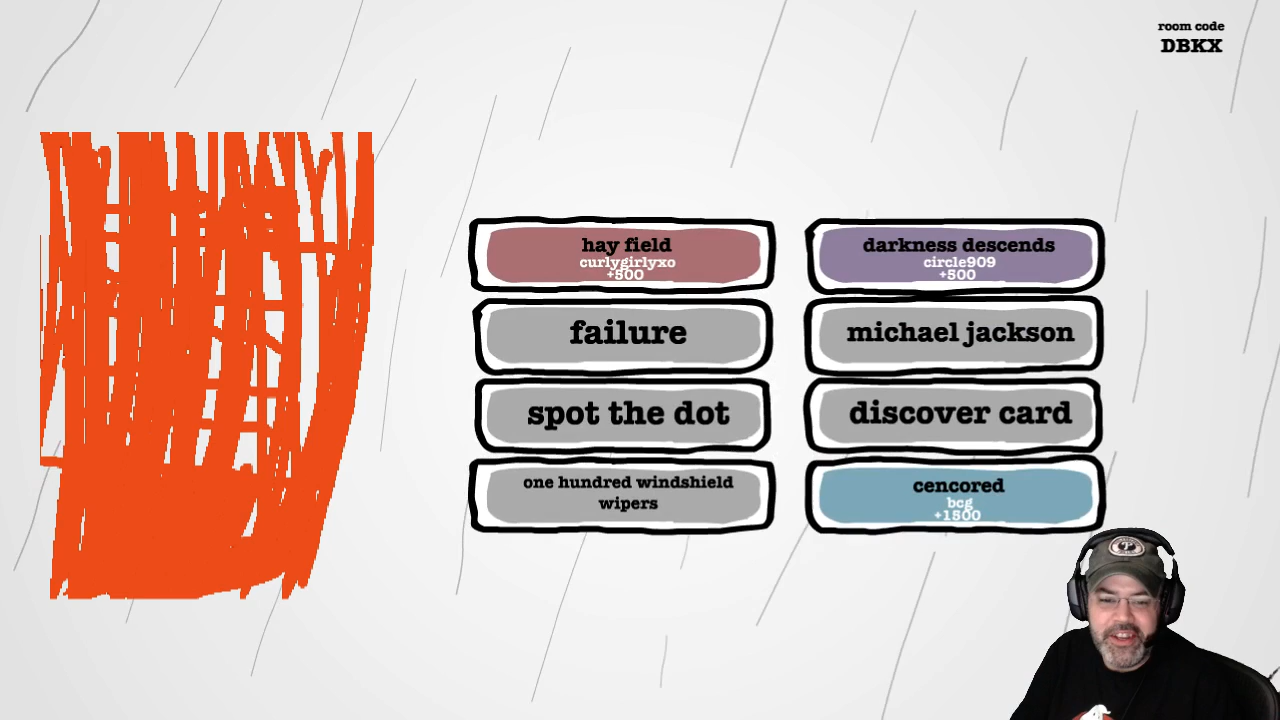 room code
DBKX
hay field
curlygirlyxo
+500
darkness descends
circle909
+500
failure
michael jackson
spot the dot
discover card
one hundred windshield
wipers
cencored
bcg
+1500